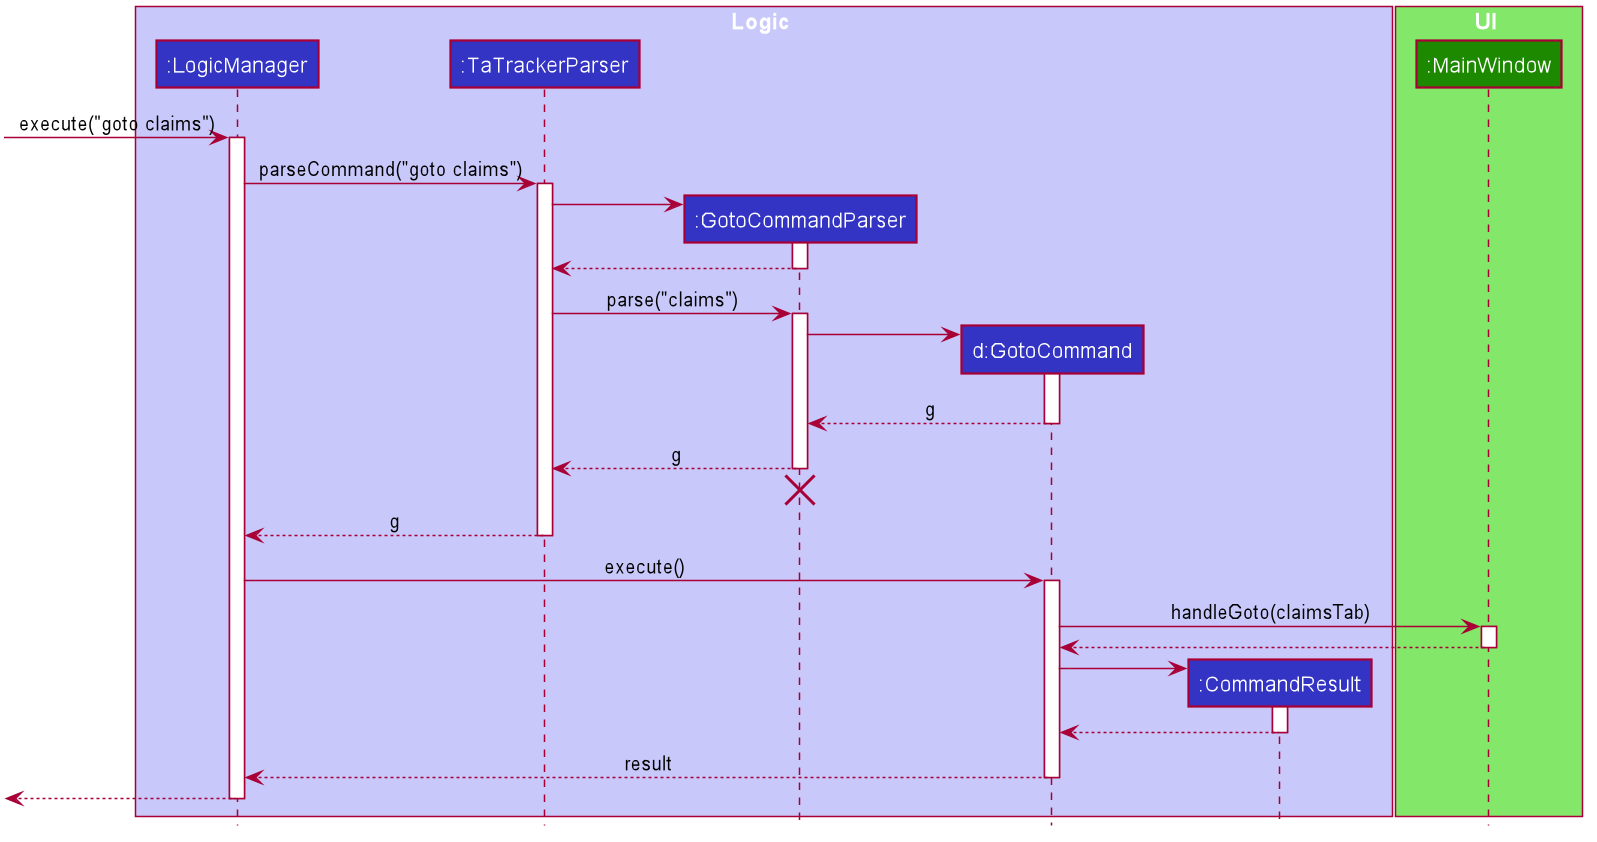 Logic
UI
:LogicManager
:TaTrackerParser
:MainWindow
execute("goto claims")
parseCommand("goto claims")
:GotoCommandParser
parse("claims")
d:GotoCommand
g
g
g
execute()
handleGoto(claimsTab)
:CommandResult
result